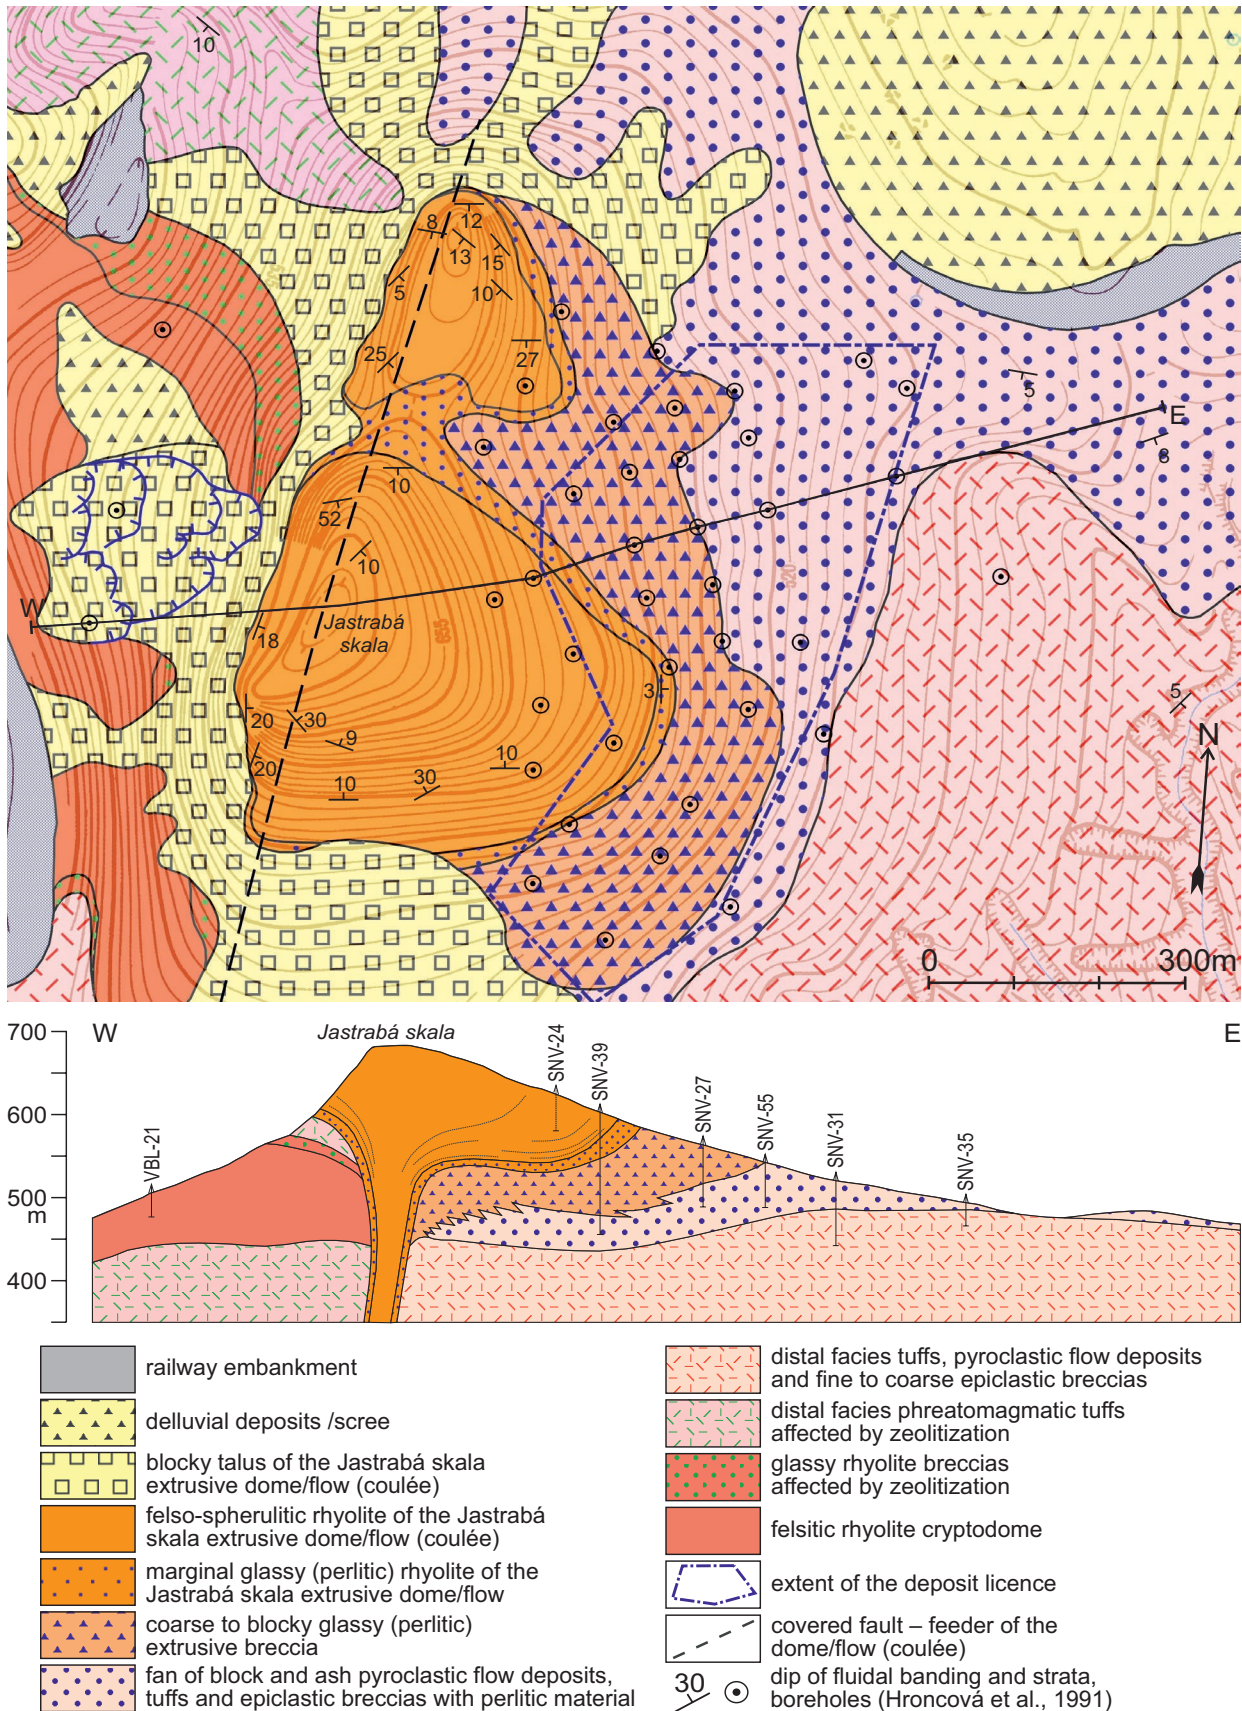 10
8
12
13
15
5
10
25
27
5
E
3
10
52
10
520
W
Jastrabá
skala
655
18
3
5
20
30
9
20
10
30
10
N
0
300m
700
W
Jastrabá skala
E
SNV-24
SNV-39
SNV-27
SNV-55
SNV-31
SNV-35
VBL-21
600
500
m
400
railway embankment
delluvial deposits /scree
blocky talus of the Jastrabá skala
extrusive dome/flow (coulée)
felso-spherulitic rhyolite of the Jastrabá
skala extrusive dome/flow (coulée)
marginal glassy (perlitic) rhyolite of the
Jastrabá skala extrusive dome/flow
coarse to blocky glassy (perlitic)
extrusive breccia
fan of block and ash pyroclastic flow deposits,
tuffs and epiclastic breccias with perlitic material
distal facies tuffs, pyroclastic flow deposits
and fine to coarse epiclastic breccias
distal facies phreatomagmatic tuffs
affected by zeolitization
glassy rhyolite breccias
affected by zeolitization
felsitic rhyolite cryptodome
extent of the deposit licence
covered fault – feeder of the
dome/flow (coulée)
30
dip of fluidal banding and strata,
boreholes (Hroncová et al., 1991)